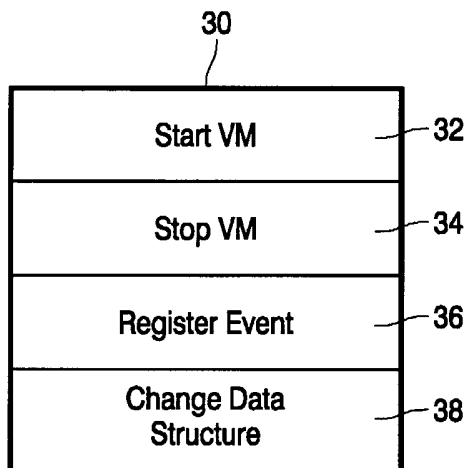 30
Start VM
32
Stop VM
34
Register Event
36
Change Data
Structure
38